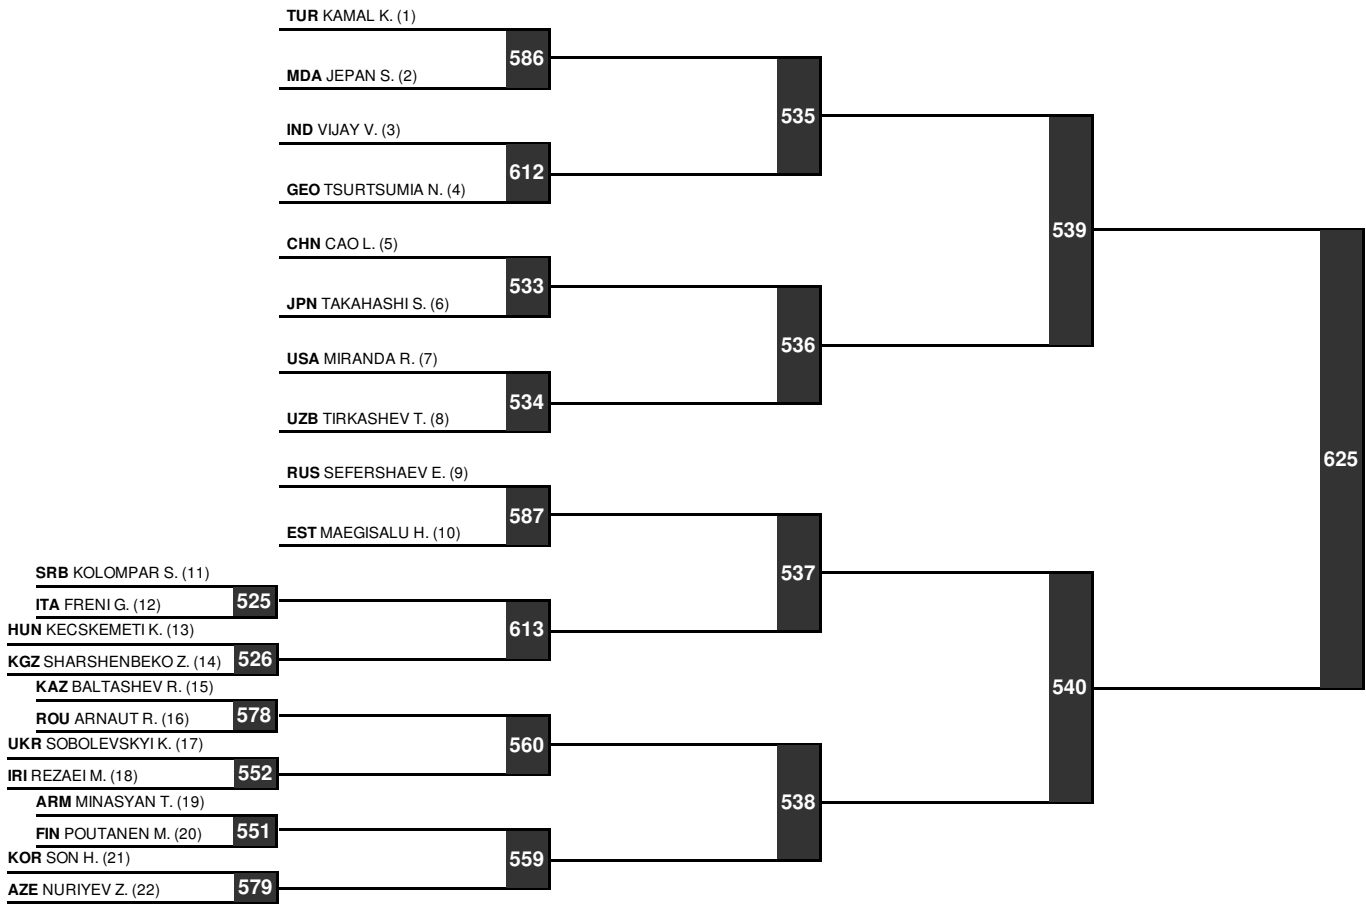 TUR KAMAL K. (1)
586
MDA JEPAN S. (2)
535
IND VIJAY V. (3)
612
GEO TSURTSUMIA N. (4)
539
CHN CAO L. (5)
533
JPN TAKAHASHI S. (6)
536
USA MIRANDA R. (7)
534
UZB TIRKASHEV T. (8)
625
RUS SEFERSHAEV E. (9)
587
EST MAEGISALU H. (10)
537
SRB KOLOMPAR S. (11)
525
ITA FRENI G. (12)
613
HUN KECSKEMETI K. (13)
526
KGZ SHARSHENBEKO Z. (14)
540
KAZ BALTASHEV R. (15)
578
ROU ARNAUT R. (16)
560
UKR SOBOLEVSKYI K. (17)
552
IRI REZAEI M. (18)
538
ARM MINASYAN T. (19)
551
FIN POUTANEN M. (20)
559
KOR SON H. (21)
579
AZE NURIYEV Z. (22)